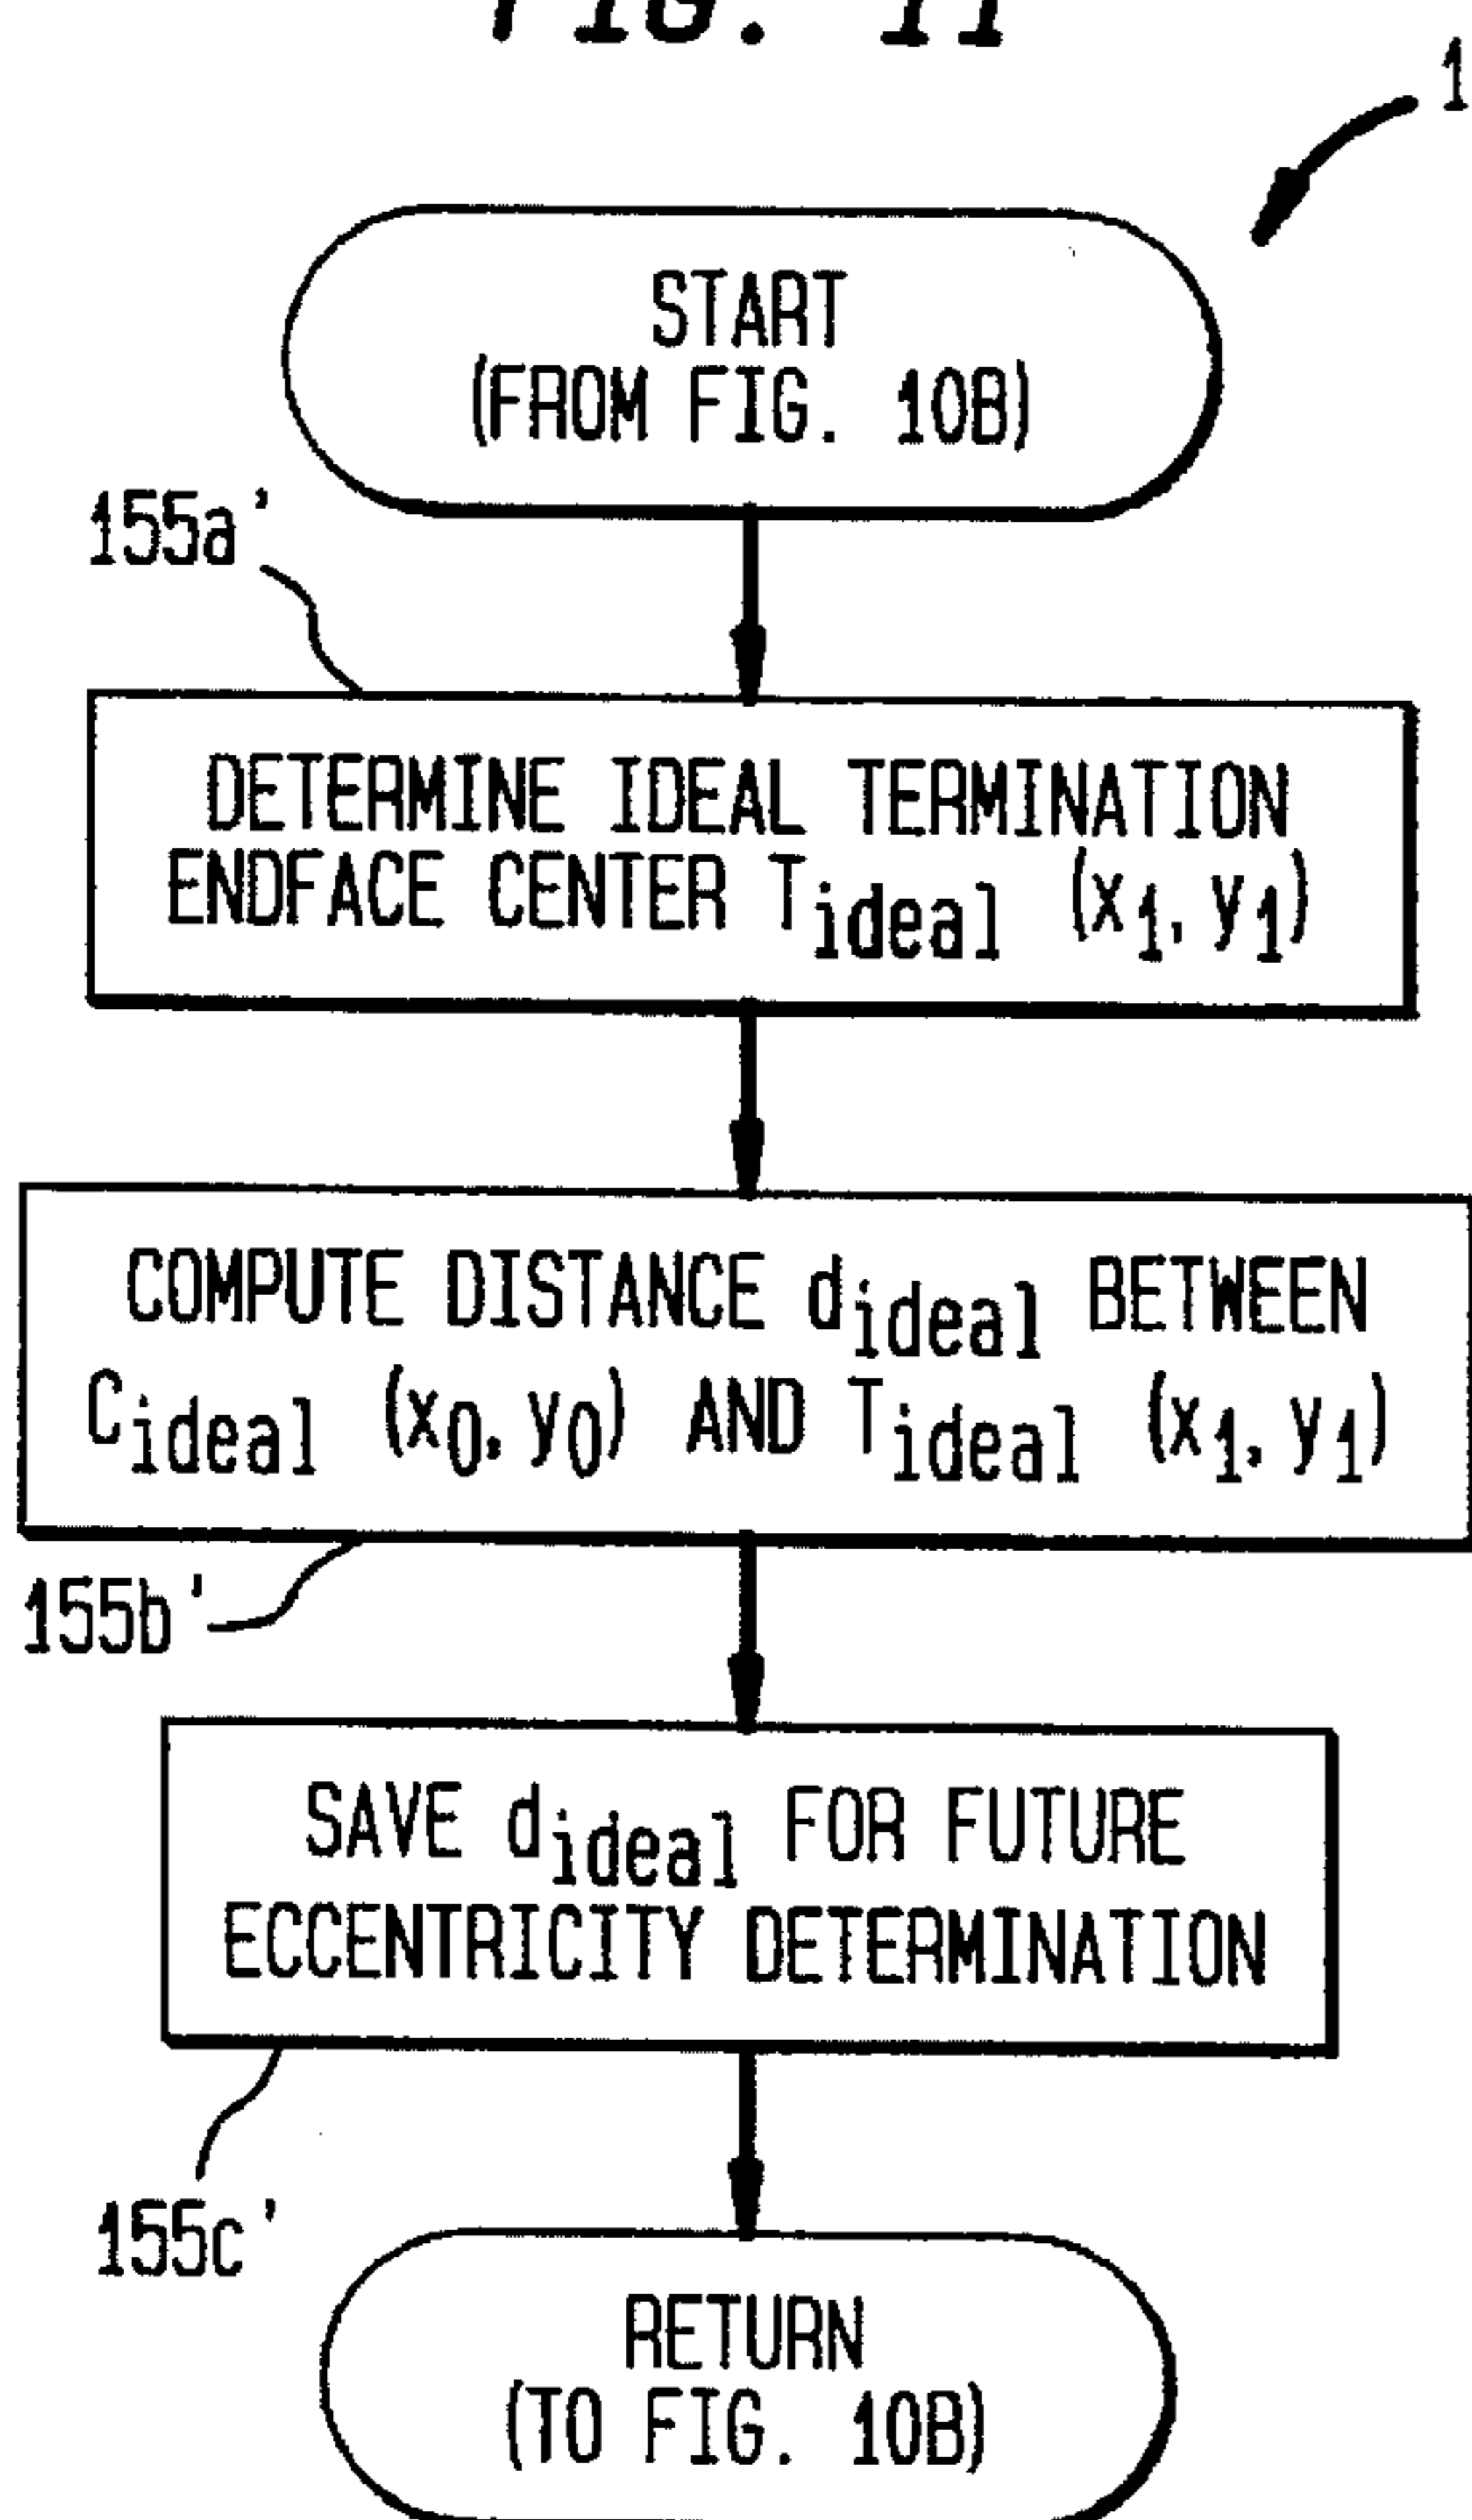 FIG. 11
1
START
(FROM FIG. 10B)
155a'
DETERMINE IDEAL TERMINATION
ENDFACE CENTER Tideal (x1, y1)
COMPUTE DISTANCE dideal BETWEEN
Cideal (x0, y0) AND Tideal (x1, y1)
155b'
SAVE dideal FOR FUTURE
ECCENTRICITY DETERMINATION
155c'
RETURN
(TO FIG. 10B)